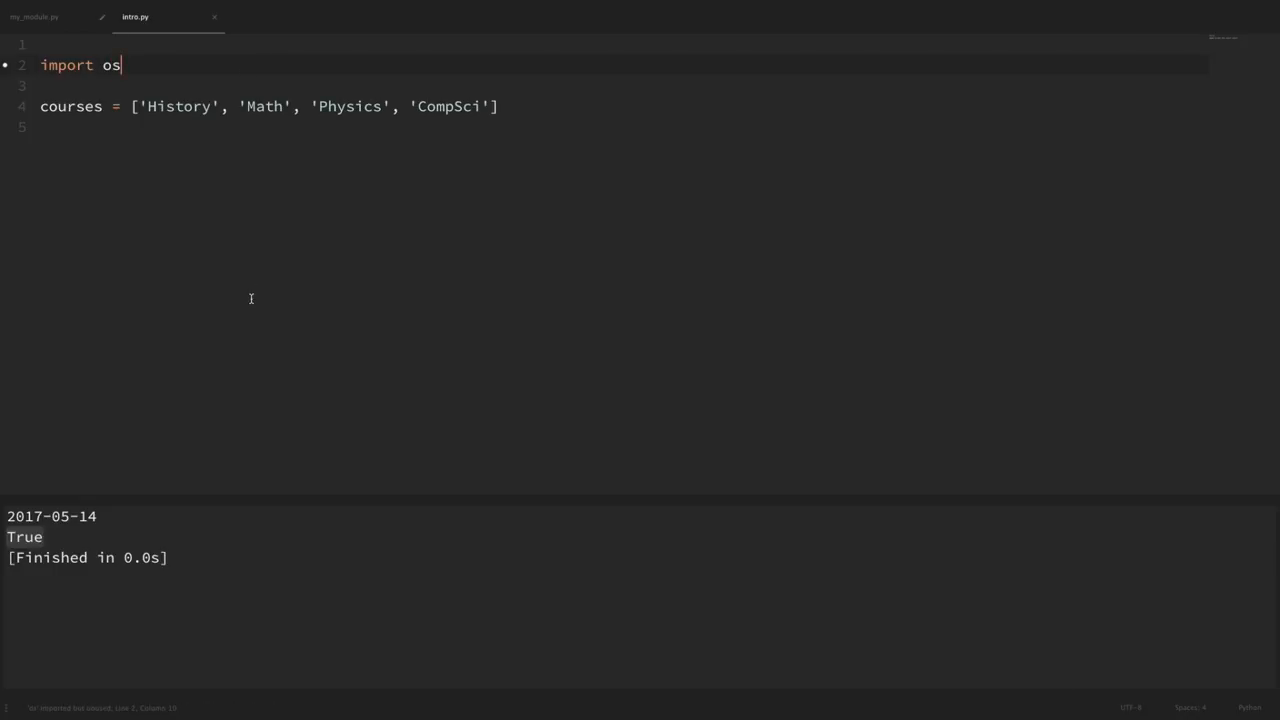 my_module.py intro.py ×
1
2 import os
3
4 courses = ['History', 'Math', 'Physics', 'CompSci']
5
2017-05-14
True
[Finished in 0.0s]
'os' imported but unused; Line 2, Column 10 UTF-8 Spaces: 4 Python